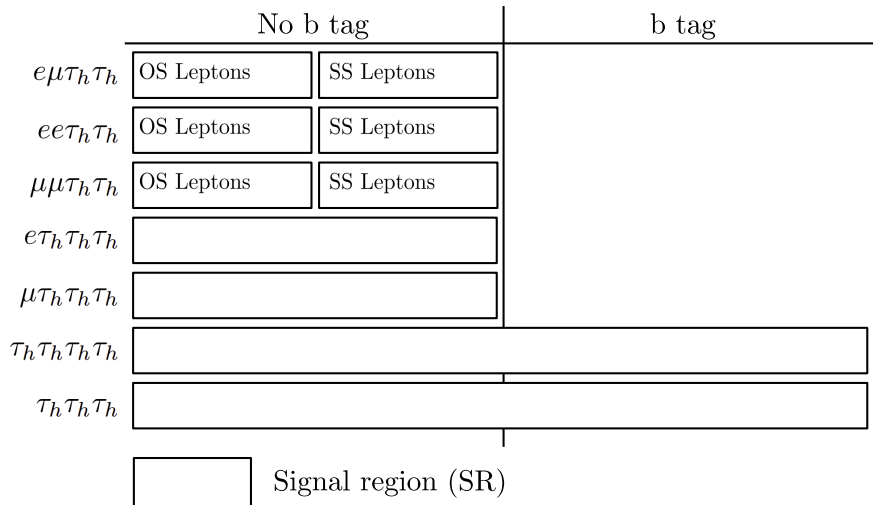 No b tag b tag
eμτhτh OS Leptons SS Leptons
eeτhτh OS Leptons SS Leptons
μμτhτh OS Leptons SS Leptons
eτhτhτh
μτhτhτh
τhτhτhτh
τhτhτh
Signal region (SR)